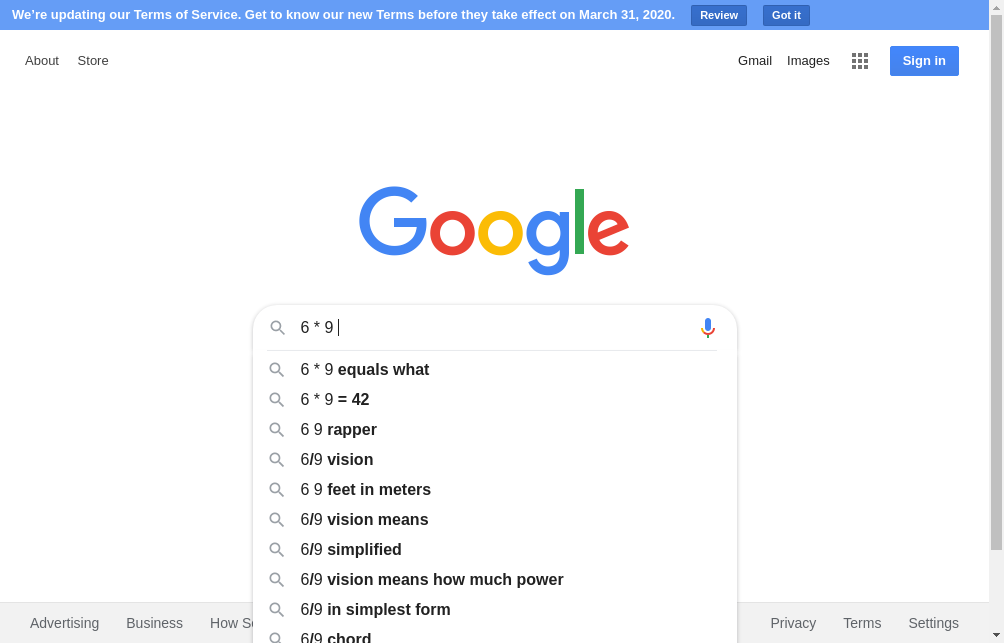 We're updating our Terms of Service. Get to know our new Terms before they take effect on March 31, 2020. Review Got it
About Store Gmail Images Sign in
Google
6 * 9
6 * 9 equals what
6 * 9 = 42
6 9 rapper
6/9 vision
6 9 feet in meters
6/9 vision means
6/9 simplified
6/9 vision means how much power
6/9 in simplest form
6/9 chord
Advertising Business How Privacy Terms Settings